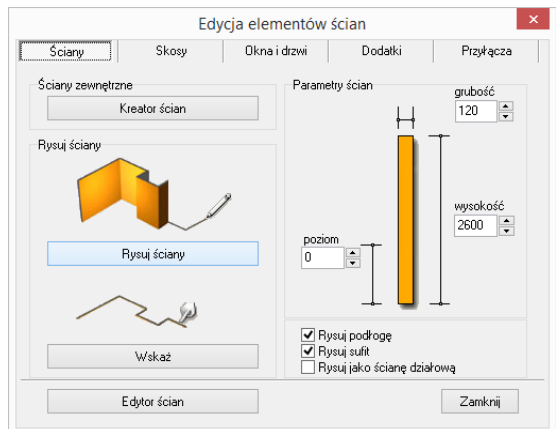 Edycja elementów ścian
Ściany
Skosy
Okna i drzwi
Dodatki
Przyłącza
Ściany zewnętrzne
Kreator ścian
Rysuj ściany
Rysuj ściany
Wskaż
Edytor ścian
Parametry ścian
grubość
120
wysokość
2600
poziom
0
Rysuj podłogę
Rysuj sufit
Rysuj jako ścianę działową
Zamknij